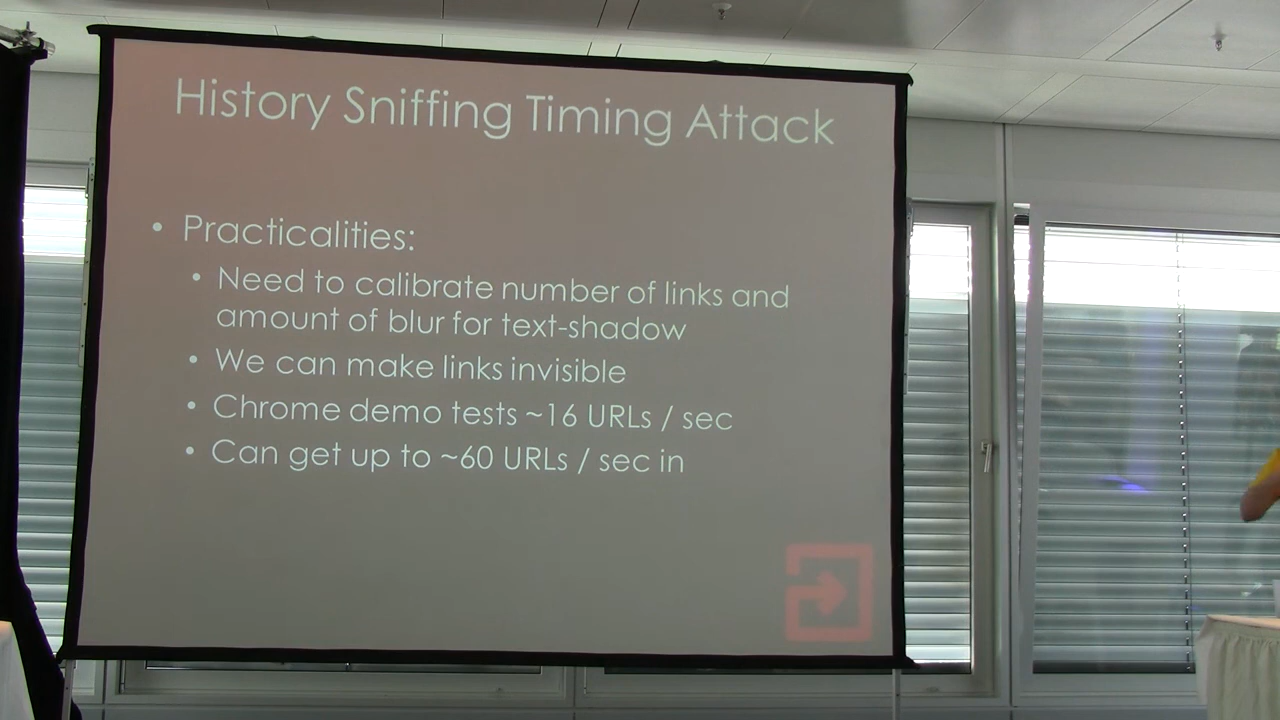 History Sniffing Timing Attack
• Practicalities:
• Need to calibrate number of links and
amount of blur for text-shadow
• We can make links invisible
• Chrome demo tests ~16 URLs / sec
• Can get up to ~60 URLs / sec in